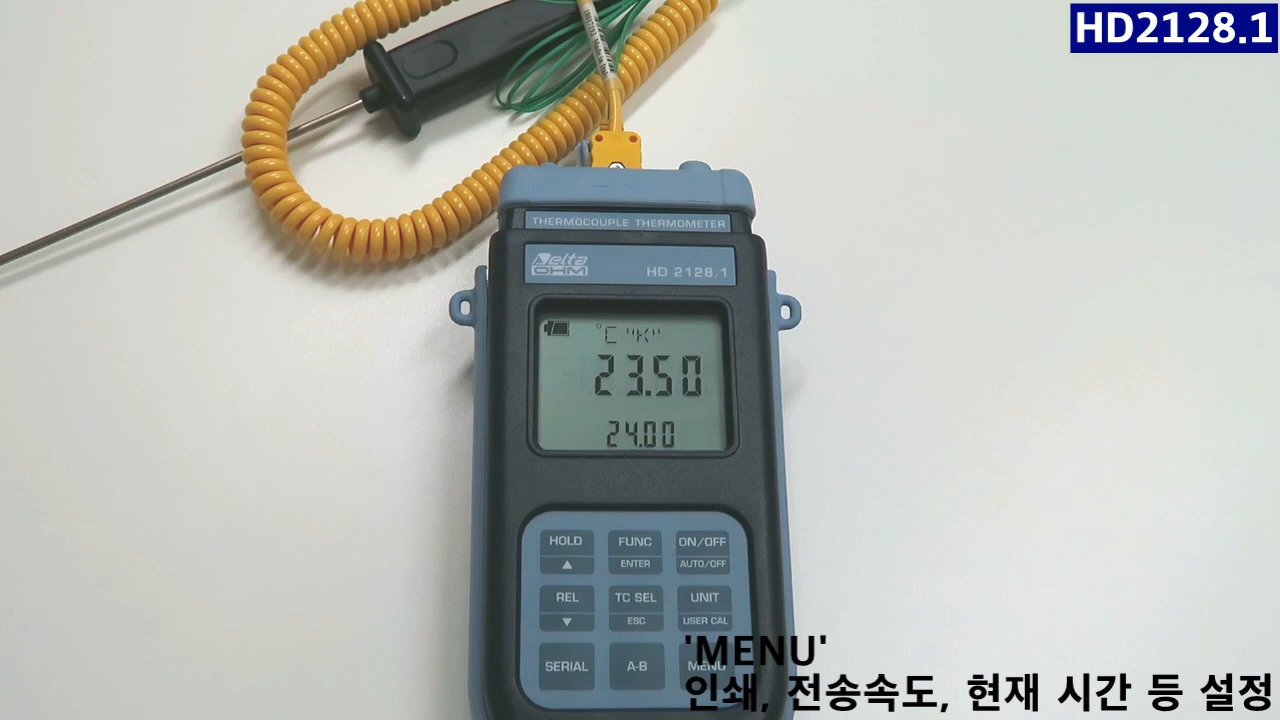 HD2128.1
THERMOCOUPLE THERMOMETER
Delta
OHM
HD 2128.1
°C "K"
23.50
24.00
HOLD FUNC ON/OFF
▲ ENTER AUTO/OFF
REL TC SEL UNIT
▼ ESC USER CAL
SERIAL A-B MENU
'MENU'
인쇄, 전송속도, 현재 시간 등 설정